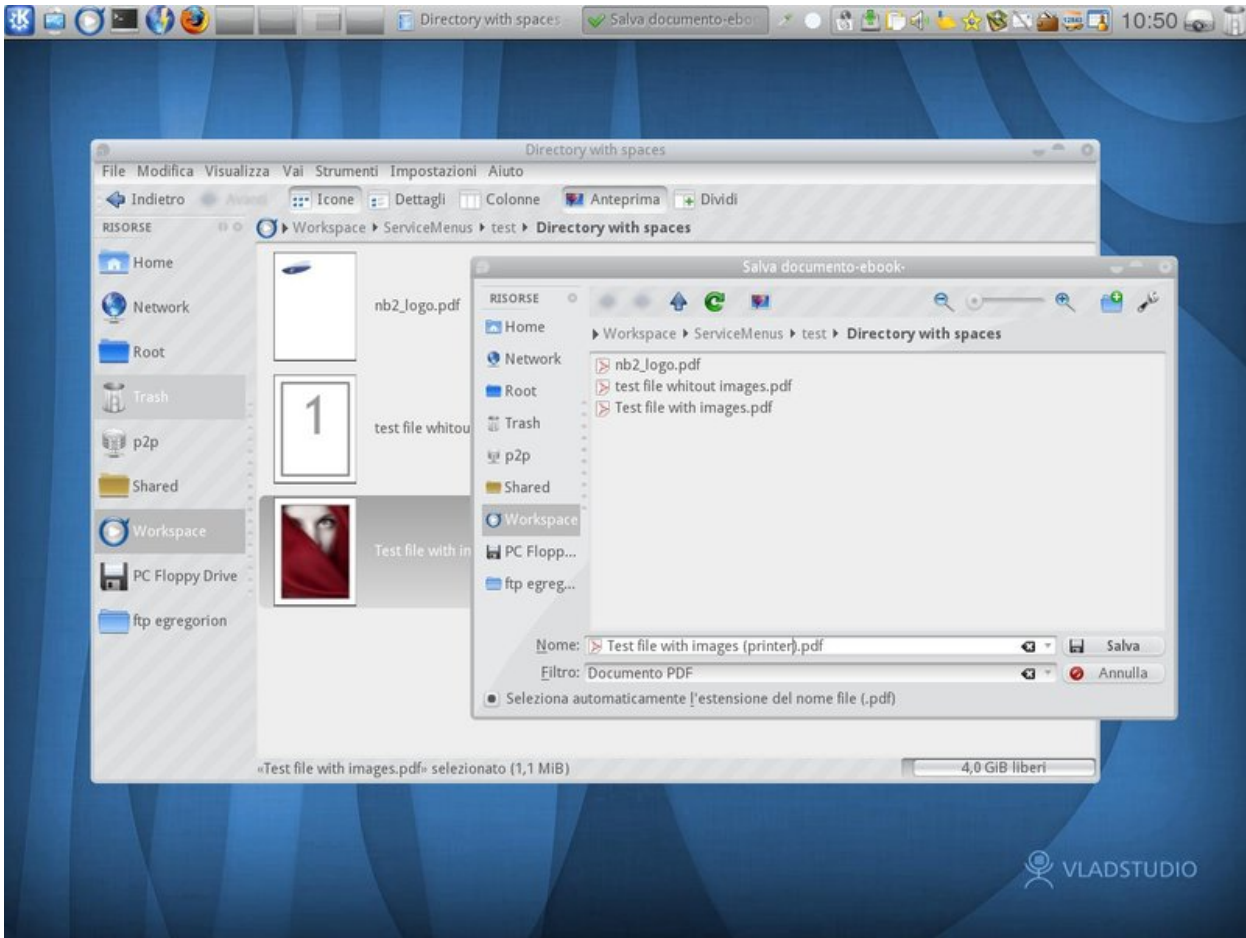 Directory with spaces
Salva documento-eboo
10:50
Directory with spaces
File Modifica Visualizza Vai Strumenti Impostazioni Aiuto
Indietro Avanti Icone Dettagli Colonne Anteprima Dividi
RISORSE
Workspace ServiceMenus test Directory with spaces
Home
Network
Root
Trash
p2p
Shared
Workspace
PC Floppy Drive
ftp egregorion
nb2_logo.pdf
1
test file whitou
Test file with in
«Test file with images.pdf» selezionato (1,1 MiB)
4,0 GiB liberi
Salva documento-ebook-
RISORSE
Home
Network
Root
Trash
p2p
Shared
Workspace
PC Flopp...
ftp egreg...
Workspace ServiceMenus test Directory with spaces
nb2_logo.pdf
test file whitout images.pdf
Test file with images.pdf
Nome: Test file with images (printer).pdf Salva
Filtro: Documento PDF Annulla
Seleziona automaticamente l'estensione del nome file (.pdf)
VLADSTUDIO